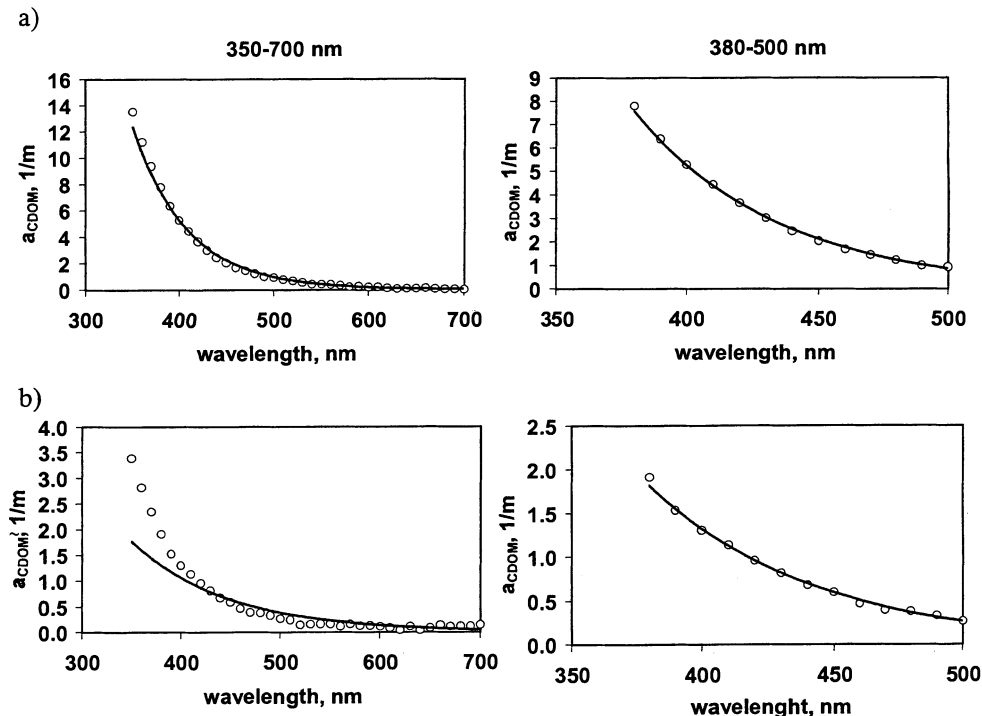 a)
350-700 nm
380-500 nm
16
14
12
10
8
6
4
2
0
a_CDOM, 1/m
300 400 500 600 700
wavelength, nm
9
8
7
6
5
4
3
2
1
0
a_CDOM, 1/m
350 400 450 500
wavelength, nm
b)
4.0
3.5
3.0
2.5
2.0
1.5
1.0
0.5
0.0
a_CDOM, 1/m
300 400 500 600 700
wavelength, nm
2.5
2.0
1.5
1.0
0.5
0.0
a_CDOM, 1/m
350 400 450 500
wavelenght, nm